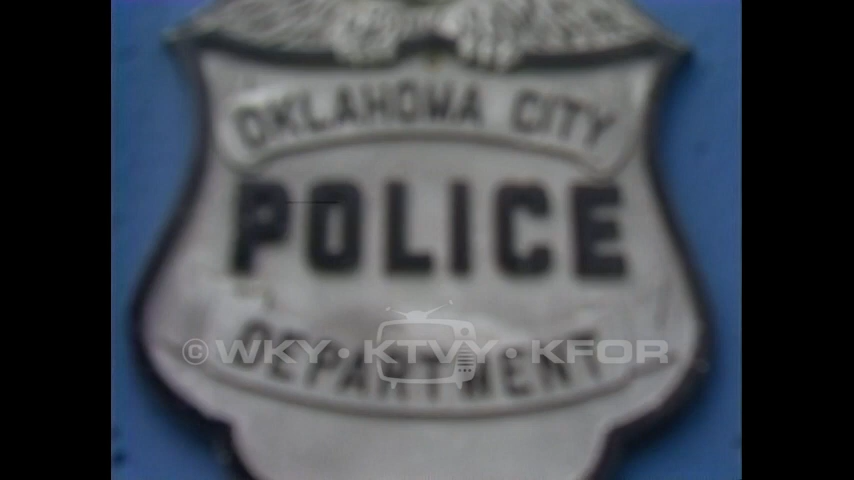 OKLAHOMA CITY
POLICE
DEPARTMENT
©WKY • KTVY • KFOR